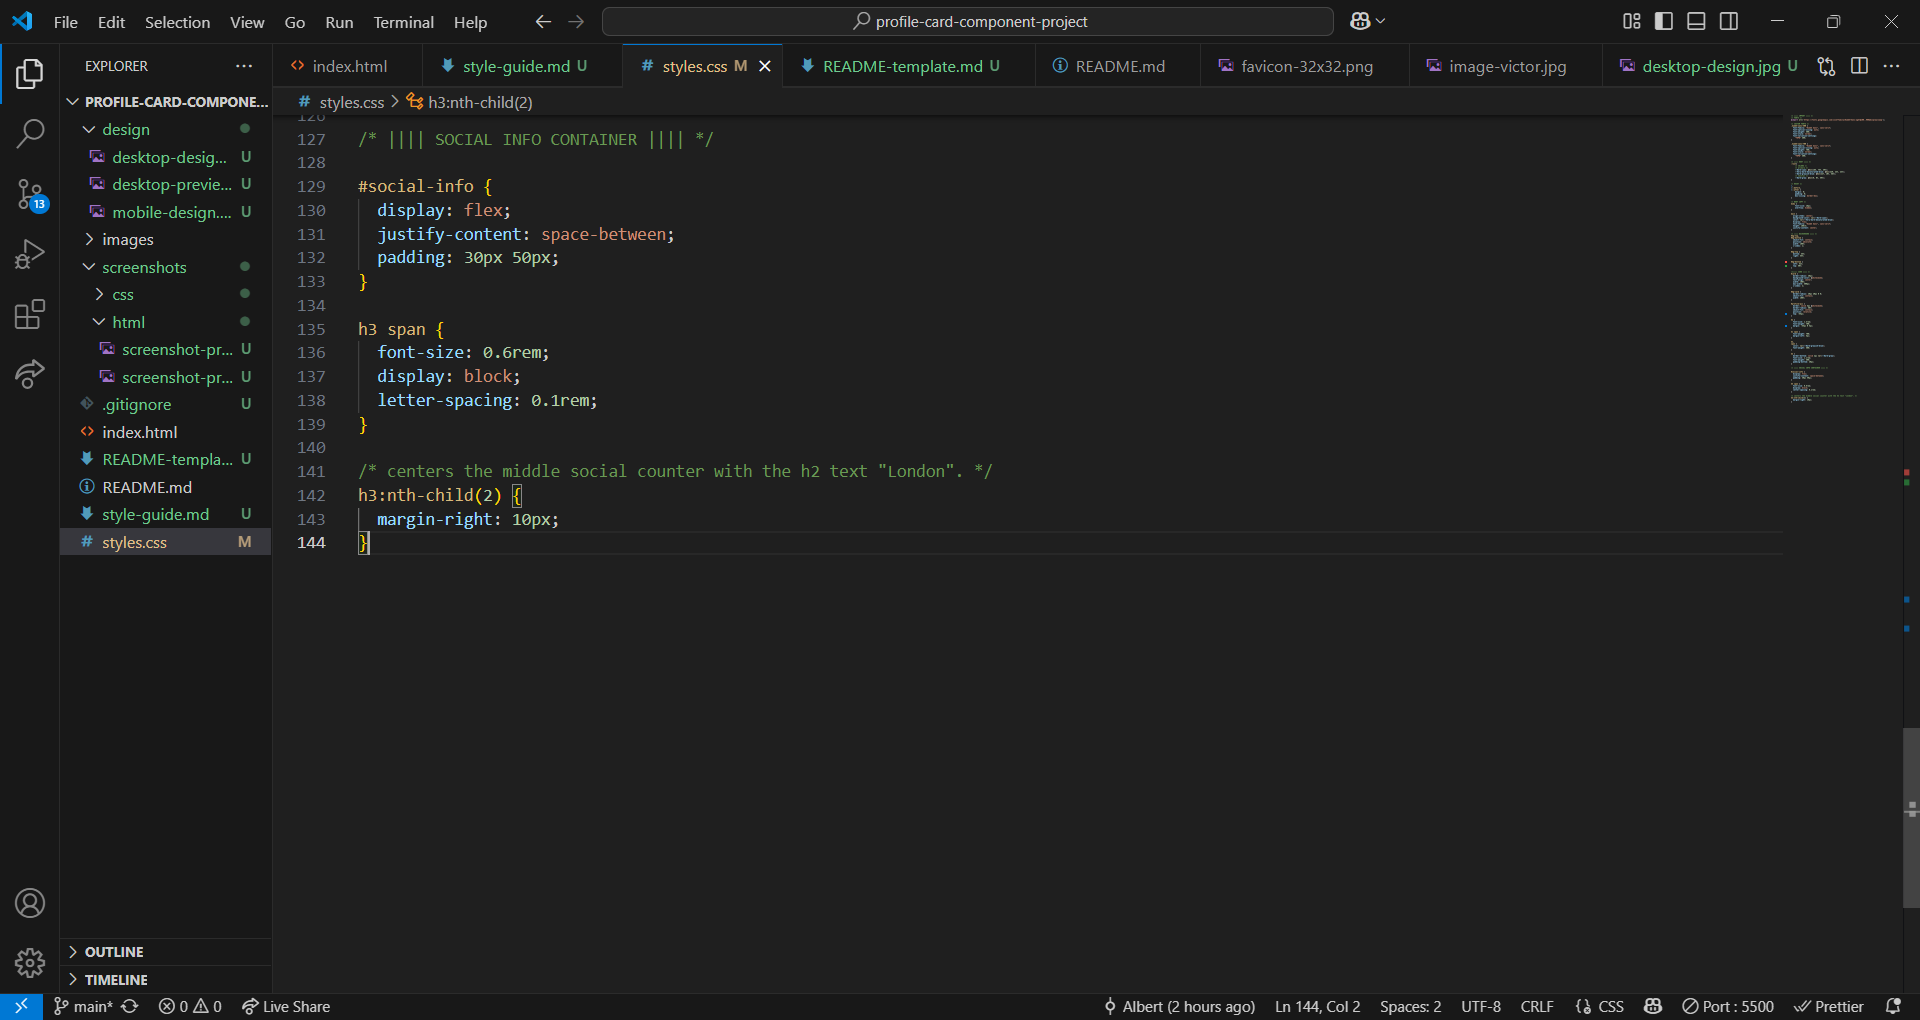 File Edit Selection View Go Run Terminal Help
profile-card-component-project
EXPLORER
index.html
style-guide.md U
styles.css M
README-template.md U
README.md
favicon-32x32.png
image-victor.jpg
desktop-design.jpg U
styles.css > h3:nth-child(2)
PROFILE-CARD-COMPONE...
design
desktop-desig... U
desktop-previe... U
mobile-design.... U
images
screenshots
css
html
screenshot-pr... U
screenshot-pr... U
.gitignore U
index.html
README-templa... U
README.md
style-guide.md U
styles.css M
13
OUTLINE
TIMELINE
126
127 /* |||| SOCIAL INFO CONTAINER |||| */
128
129 #social-info {
130 display: flex;
131 justify-content: space-between;
132 padding: 30px 50px;
133 }
134
135 h3 span {
136 font-size: 0.6rem;
137 display: block;
138 letter-spacing: 0.1rem;
139 }
140
141 /* centers the middle social counter with the h2 text "London". */
142 h3:nth-child(2) {
143 margin-right: 10px;
144 }
main* 0 0 Live Share
Albert (2 hours ago) Ln 144, Col 2 Spaces: 2 UTF-8 CRLF CSS Port : 5500 Prettier